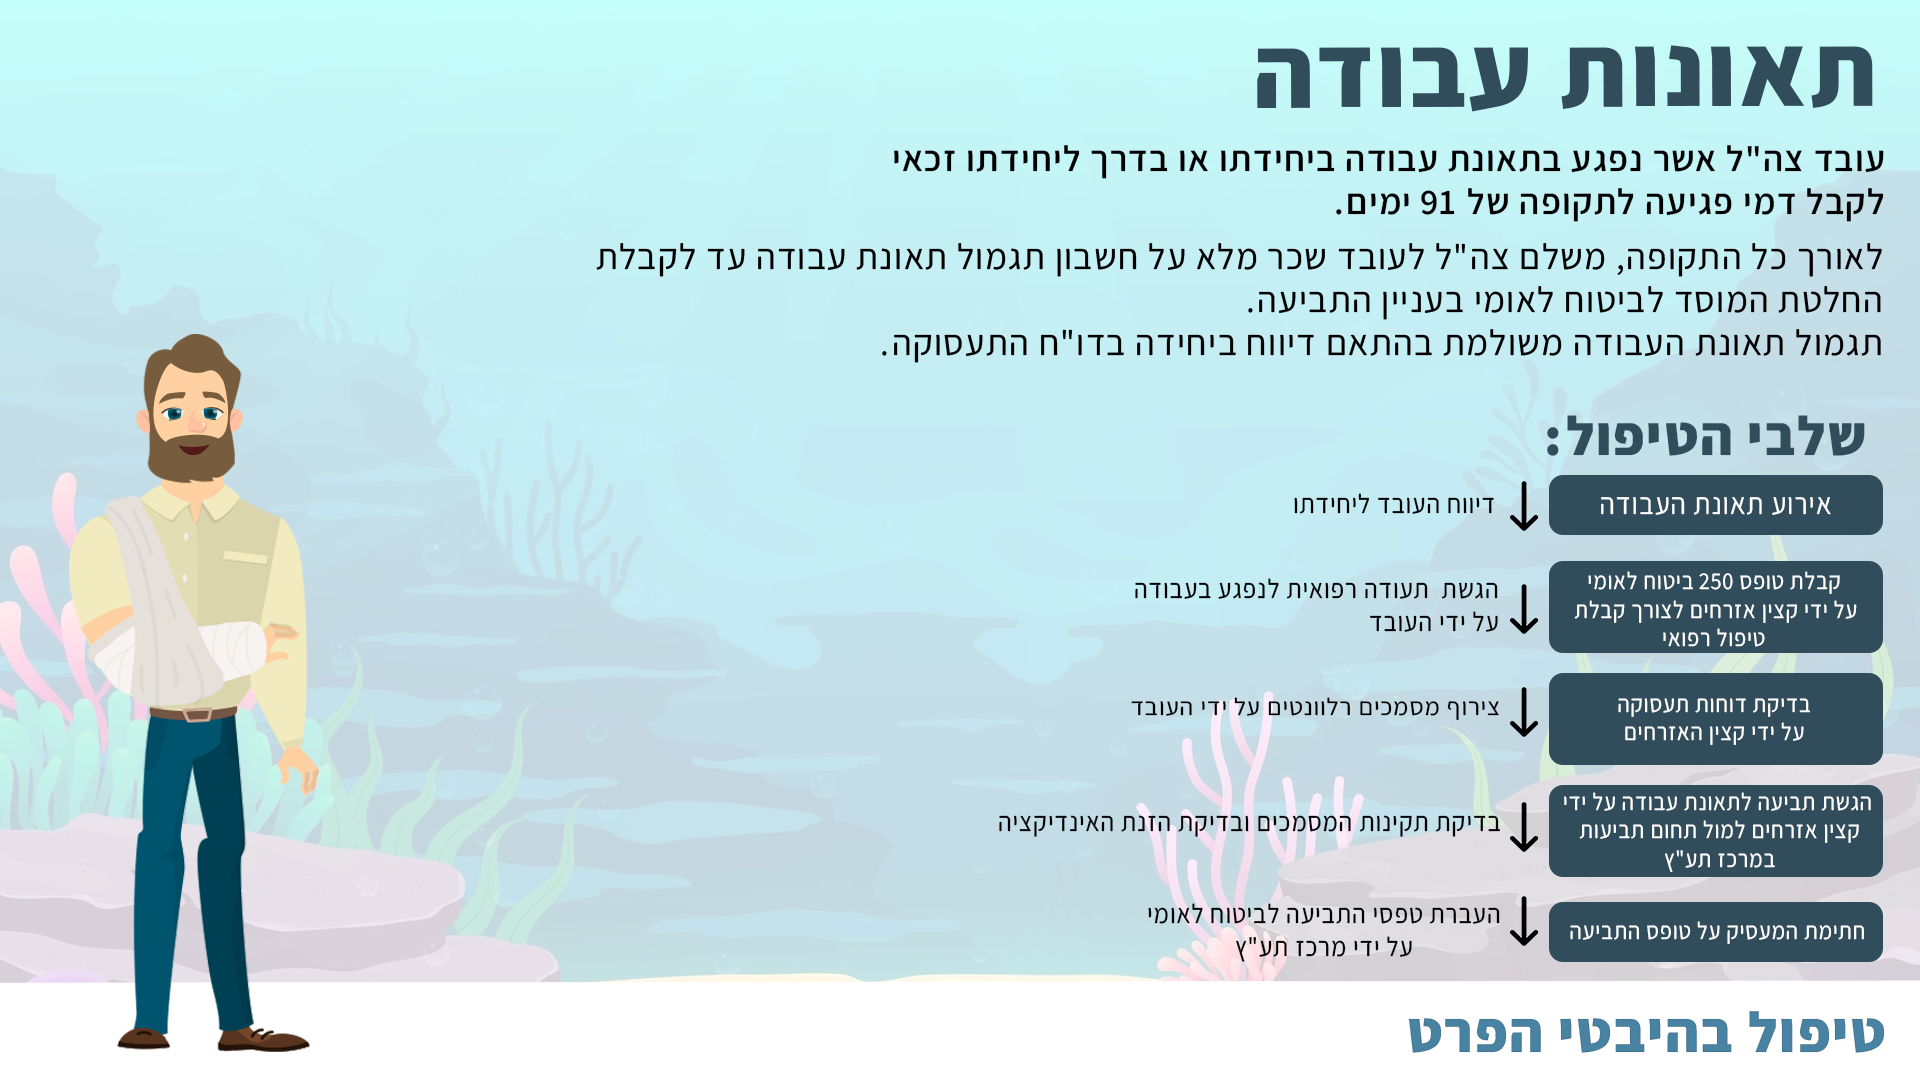 תאונות עבודה
עובד צה"ל אשר נפגע בתאונת עבודה ביחידתו או בדרך ליחידתו זכאי
לקבל דמי פגיעה לתקופה של 91 ימים.
לאורך כל התקופה, משלם צה"ל לעובד שכר מלא על חשבון תגמול תאונת עבודה עד לקבלת
החלטת המוסד לביטוח לאומי בעניין התביעה.
תגמול תאונת העבודה משולמת בהתאם דיווח ביחידה בדו"ח התעסוקה.
שלבי הטיפול:
אירוע תאונת העבודה
דיווח העובד ליחידתו
קבלת טופס 250 ביטוח לאומי
על ידי קצין אזרחים לצורך קבלת
טיפול רפואי
הגשת תעודה רפואית לנפגע בעבודה
על ידי העובד
בדיקת דוחות תעסוקה
על ידי קצין האזרחים
צירוף מסמכים רלוונטים על ידי העובד
הגשת תביעה לתאונת עבודה על ידי
קצין אזרחים למול תחום תביעות
במרכז תע"ץ
בדיקת תקינות המסמכים ובדיקת הזנת האינדיקציה
חתימת המעסיק על טופס התביעה
העברת טפסי התביעה לביטוח לאומי
על ידי מרכז תע"ץ
טיפול בהיבטי הפרט